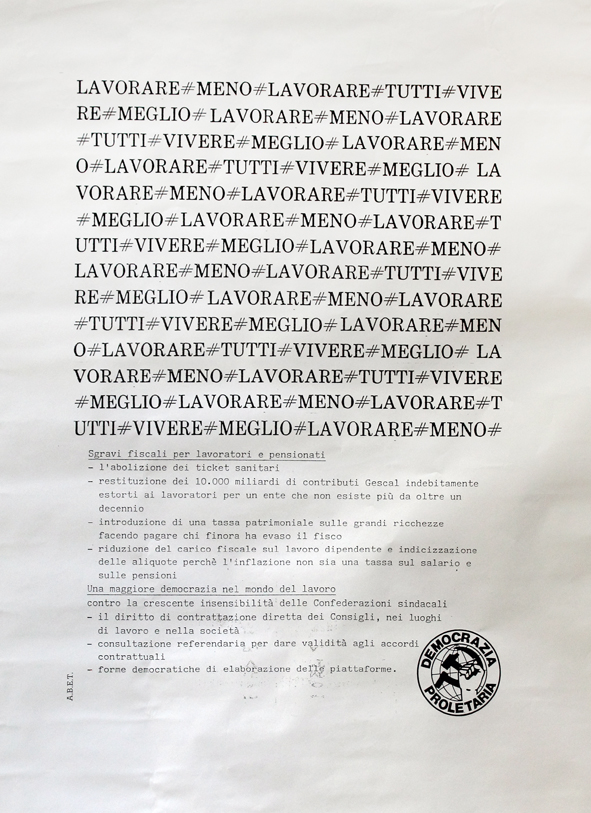 LAVORARE#MENO#LAVORARE#TUTTI#VIVE
RE#MEGLIO# LAVORARE#MENO#LAVORARE
#TUTTI#VIVERE#MEGLIO#LAVORARE#MEN
O#LAVORARE#TUTTI#VIVERE#MEGLIO# LA
VORARE#MENO#LAVORARE#TUTTI#VIVERE
#MEGLIO#LAVORARE#MENO#LAVORARE#T
UTTI#VIVERE#MEGLIO#LAVORARE#MENO#
LAVORARE#MENO#LAVORARE#TUTTI#VIVE
RE#MEGLIO# LAVORARE#MENO#LAVORARE
#TUTTI#VIVERE#MEGLIO#LAVORARE#MEN
O#LAVORARE#TUTTI#VIVERE#MEGLIO# LA
VORARE#MENO#LAVORARE#TUTTI#VIVERE
#MEGLIO#LAVORARE#MENO#LAVORARE#T
UTTI#VIVERE#MEGLIO#LAVORARE#MENO#
Sgravi fiscali per lavoratori e pensionati
- l'abolizione dei ticket sanitari
- restituzione dei 10.000 miliardi di contributi Gescal indebitamente
estorti ai lavoratori per un ente che non esiste più da oltre un
decennio
- introduzione di una tassa patrimoniale sulle grandi ricchezze
facendo pagare chi finora ha evaso il fisco
- riduzione del carico fiscale sul lavoro dipendente e indicizzazione
delle aliquote perchè l'inflazione non sia una tassa sul salario e
sulle pensioni
Una maggiore democrazia nel mondo del lavoro
contro la crescente insensibilità delle Confederazioni sindacali
- il diritto di contrattazione diretta dei Consigli, nei luoghi
di lavoro e nella società
- consultazione referendaria per dare validità agli accordi
contrattuali
- forme democratiche di elaborazione delle piattaforme.
DEMOCRAZIA
PROLETARIA
A.B.E.T.